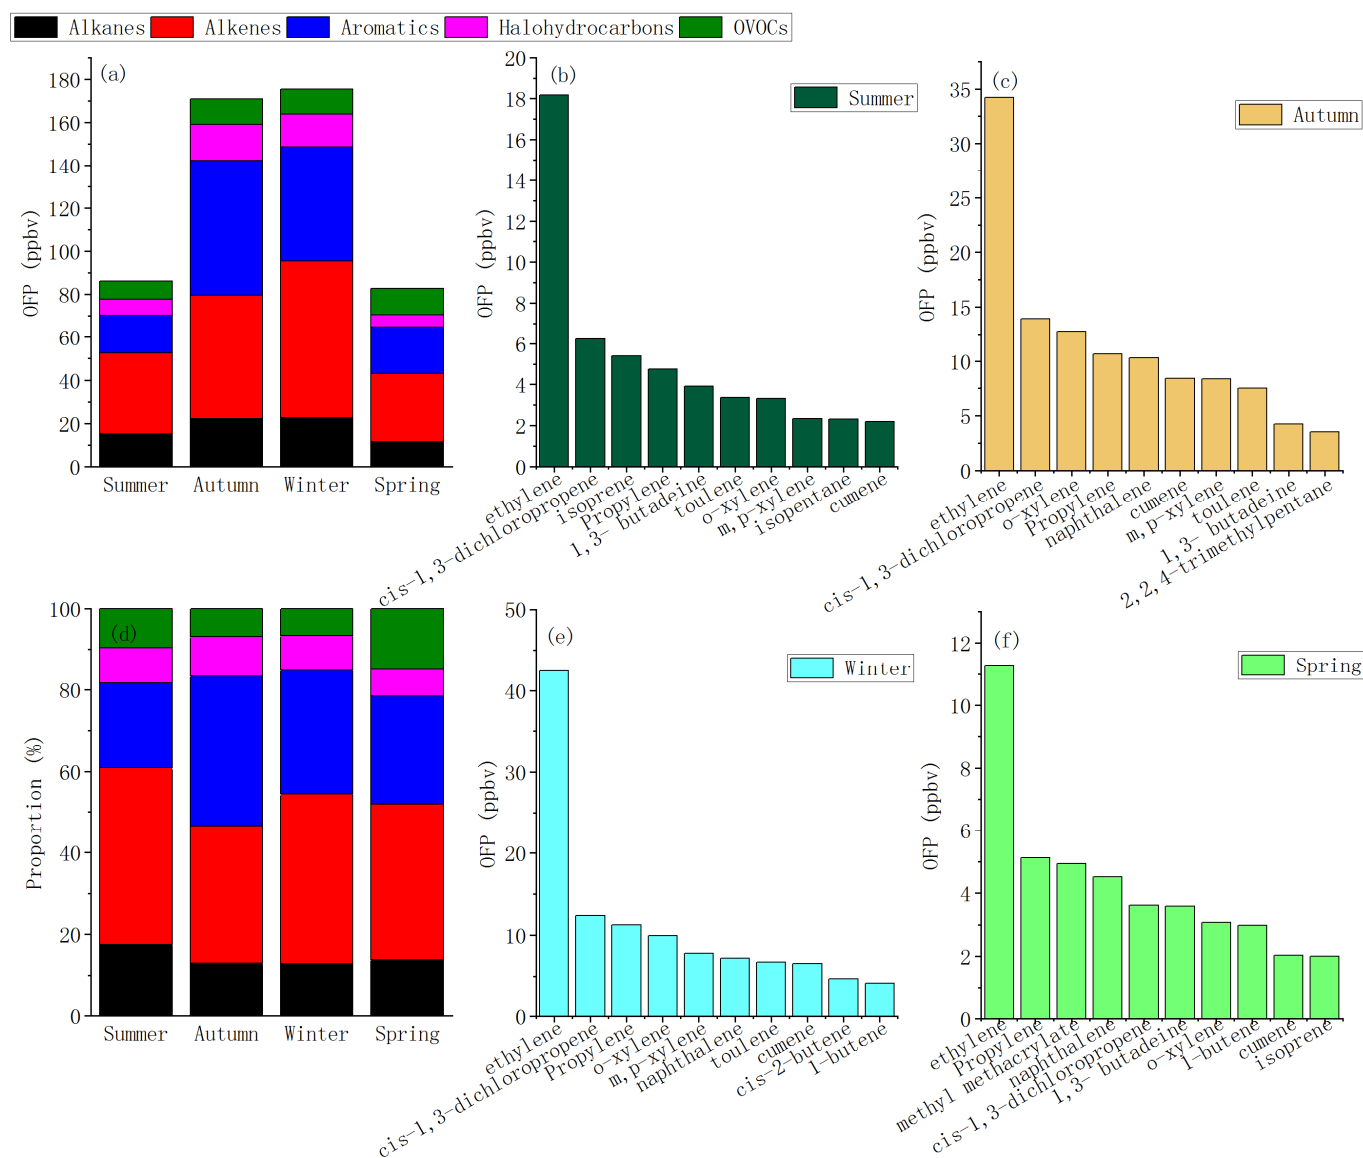 Alkanes Alkenes Aromatics Halohydrocarbons OVOCs
(a)
OFP (ppbv)
180
160
140
120
100
80
60
40
20
0
Summer Autumn Winter Spring
(b)
Summer
OFP (ppbv)
20
18
16
14
12
10
8
6
4
2
0
ethylene
cis-1,3-dichloropropene
isoprene
Propylene
1,3- butadeine
toulene
o-xylene
m,p-xylene
isopentane
cumene
(c)
Autumn
OFP (ppbv)
35
30
25
20
15
10
5
0
ethylene
cis-1,3-dichloropropene
o-xylene
Propylene
naphthalene
cumene
m,p-xylene
toulene
1,3- butadeine
2,2,4-trimethylpentane
(d)
Proportion (%)
100
80
60
40
20
0
Summer Autumn Winter Spring
(e)
Winter
OFP (ppbv)
50
40
30
20
10
0
ethylene
cis-1,3-dichloropropene
Propylene
o-xylene
m,p-xylene
naphthalene
toulene
cumene
cis-2-butene
1-butene
(f)
Spring
OFP (ppbv)
12
10
8
6
4
2
0
ethylene
Propylene
methyl methacrylate
naphthalene
cis-1,3-dichloropropene
1,3- butadeine
o-xylene
1-butene
cumene
isoprene